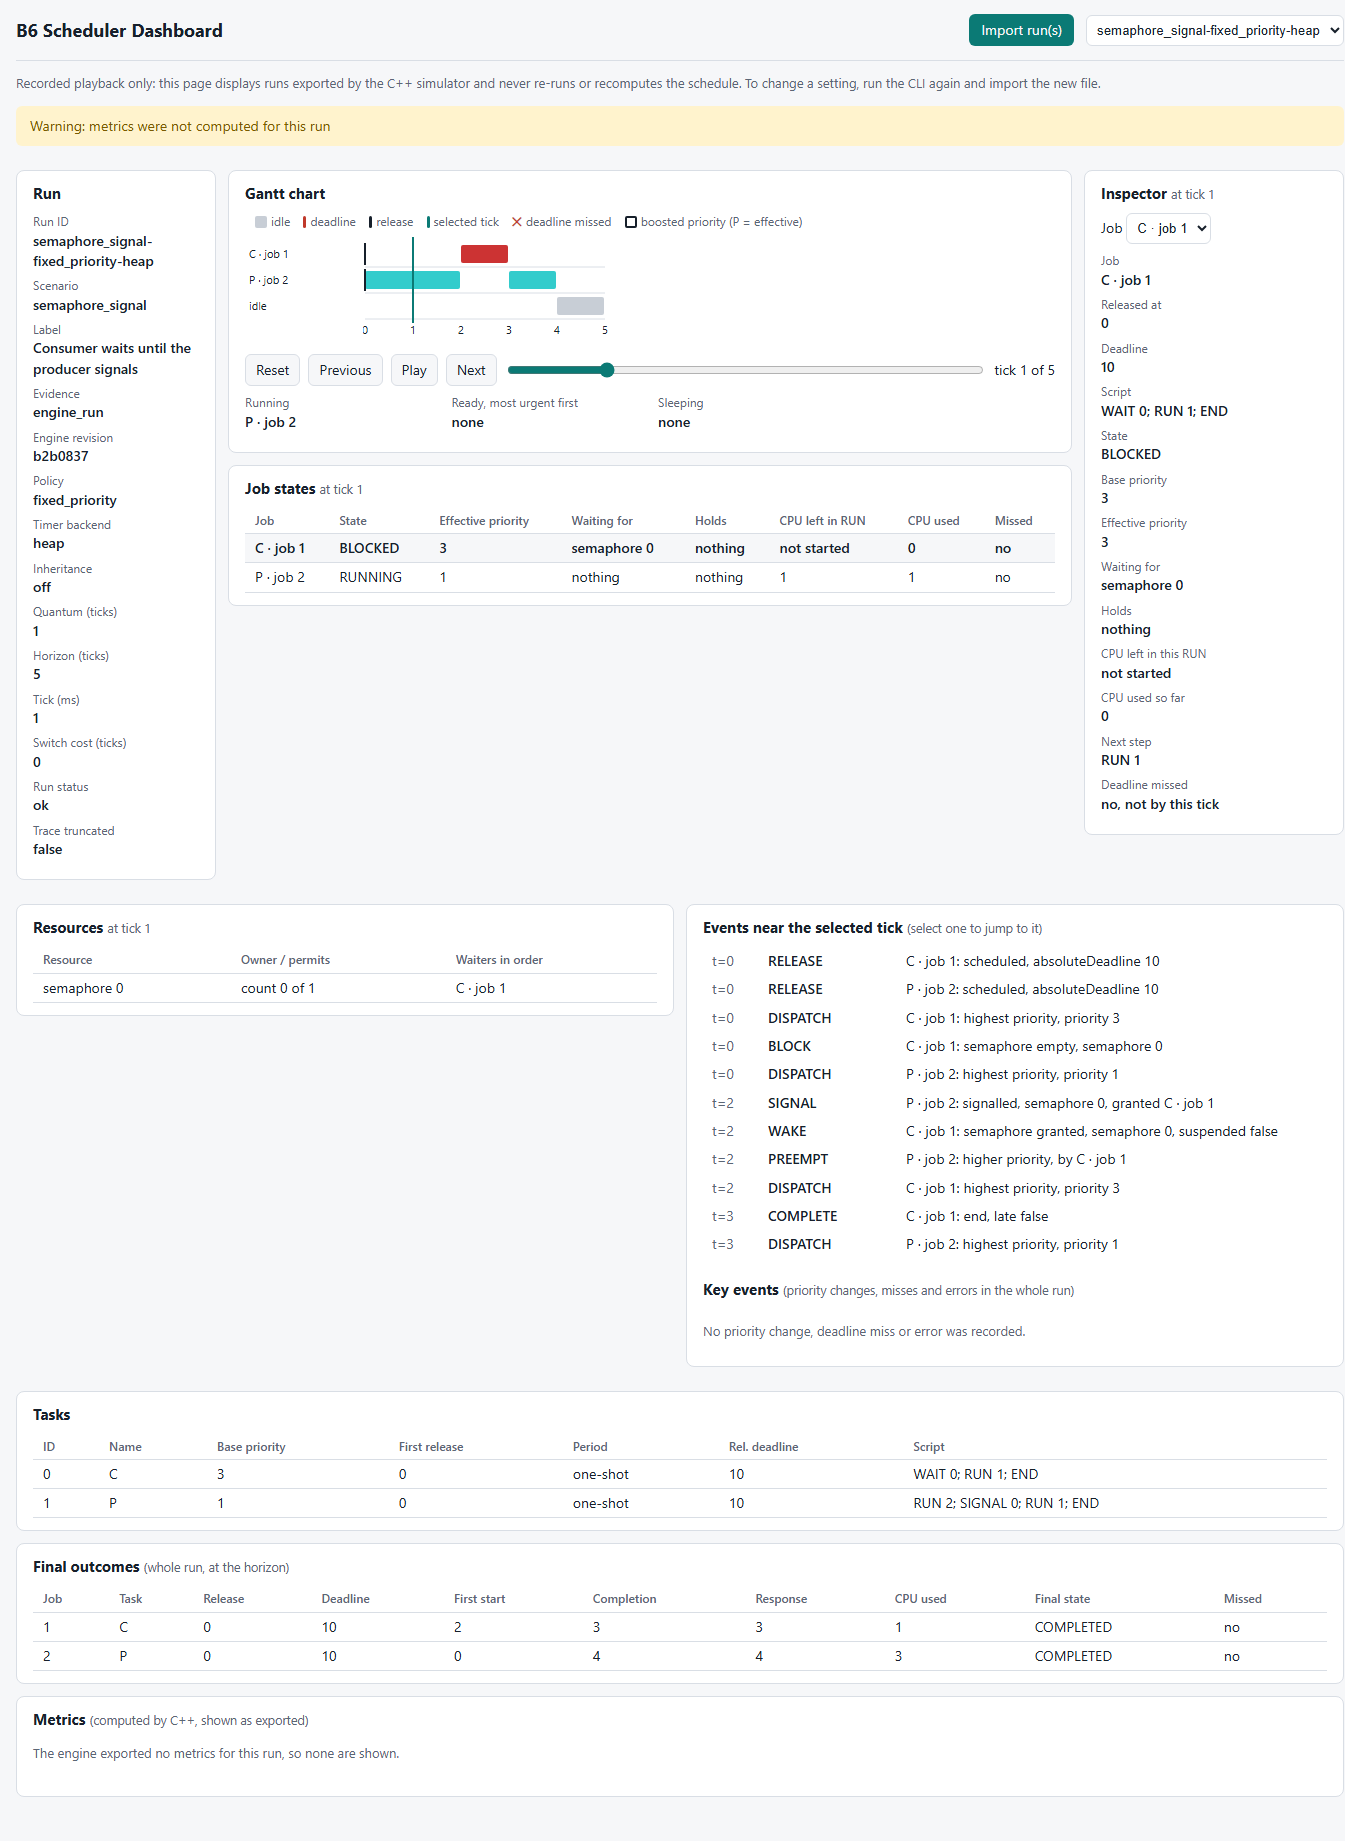 B6 Scheduler Dashboard
Import run(s)
semaphore_signal-fixed_priority-heap
Recorded playback only: this page displays runs exported by the C++ simulator and never re-runs or recomputes the schedule. To change a setting, run the CLI again and import the new file.
Warning: metrics were not computed for this run
Run
Run ID
semaphore_signal-
fixed_priority-heap
Scenario
semaphore_signal
Label
Consumer waits until the
producer signals
Evidence
engine_run
Engine revision
b2b0837
Policy
fixed_priority
Timer backend
heap
Inheritance
off
Quantum (ticks)
1
Horizon (ticks)
5
Tick (ms)
1
Switch cost (ticks)
0
Run status
ok
Trace truncated
false
Gantt chart
idle deadline release selected tick deadline missed boosted priority (P = effective)
C · job 1
P · job 2
idle
0 1 2 3 4 5
Reset Previous Play Next tick 1 of 5
Running Ready, most urgent first Sleeping
P · job 2 none none
Job states at tick 1
Job State Effective priority Waiting for Holds CPU left in RUN CPU used Missed
C · job 1 BLOCKED 3 semaphore 0 nothing not started 0 no
P · job 2 RUNNING 1 nothing nothing 1 1 no
Inspector at tick 1
Job C · job 1
Job
C · job 1
Released at
0
Deadline
10
Script
WAIT 0; RUN 1; END
State
BLOCKED
Base priority
3
Effective priority
3
Waiting for
semaphore 0
Holds
nothing
CPU left in this RUN
not started
CPU used so far
0
Next step
RUN 1
Deadline missed
no, not by this tick
Resources at tick 1
Resource Owner / permits Waiters in order
semaphore 0 count 0 of 1 C · job 1
Events near the selected tick (select one to jump to it)
t=0 RELEASE C · job 1: scheduled, absoluteDeadline 10
t=0 RELEASE P · job 2: scheduled, absoluteDeadline 10
t=0 DISPATCH C · job 1: highest priority, priority 3
t=0 BLOCK C · job 1: semaphore empty, semaphore 0
t=0 DISPATCH P · job 2: highest priority, priority 1
t=2 SIGNAL P · job 2: signalled, semaphore 0, granted C · job 1
t=2 WAKE C · job 1: semaphore granted, semaphore 0, suspended false
t=2 PREEMPT P · job 2: higher priority, by C · job 1
t=2 DISPATCH C · job 1: highest priority, priority 3
t=3 COMPLETE C · job 1: end, late false
t=3 DISPATCH P · job 2: highest priority, priority 1
Key events (priority changes, misses and errors in the whole run)
No priority change, deadline miss or error was recorded.
Tasks
ID Name Base priority First release Period Rel. deadline Script
0 C 3 0 one-shot 10 WAIT 0; RUN 1; END
1 P 1 0 one-shot 10 RUN 2; SIGNAL 0; RUN 1; END
Final outcomes (whole run, at the horizon)
Job Task Release Deadline First start Completion Response CPU used Final state Missed
1 C 0 10 2 3 3 1 COMPLETED no
2 P 0 10 0 4 4 3 COMPLETED no
Metrics (computed by C++, shown as exported)
The engine exported no metrics for this run, so none are shown.